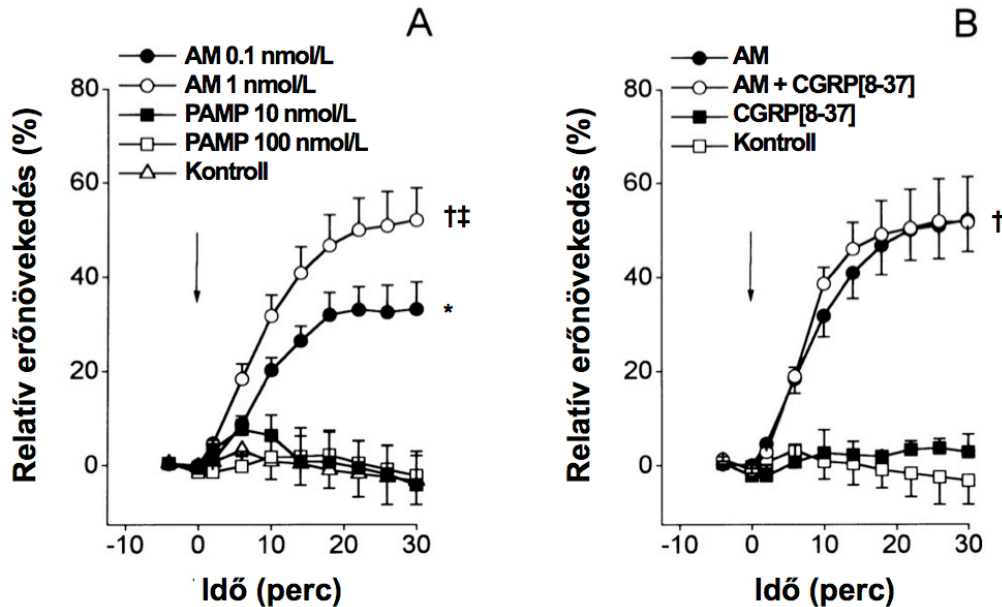 A
AM 0.1 nmol/L
AM 1 nmol/L
PAMP 10 nmol/L
PAMP 100 nmol/L
Kontroll
Relatív erőnövekedés (%)
80
60
40
20
0
†‡
*
-10 0 10 20 30
Idő (perc)
B
AM
AM + CGRP[8-37]
CGRP[8-37]
Kontroll
Relatív erőnövekedés (%)
80
60
40
20
0
†
-10 0 10 20 30
Idő (perc)